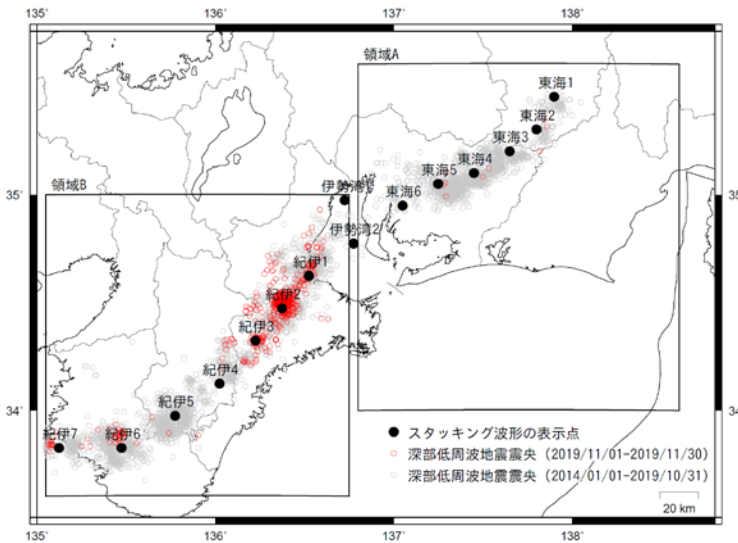 135° 136° 137° 138°
領域A
東海1
東海2
東海3
東海4
東海5
東海6
35° 35°
領域B
伊勢湾1
伊勢湾2
紀伊1
紀伊2
紀伊3
紀伊4
紀伊5
紀伊6
紀伊7
34° 34°
スタッキング波形の表示点
深部低周波地震震央（2019/11/01-2019/11/30）
深部低周波地震震央（2014/01/01-2019/10/31）
20 km
135° 136° 137° 138°